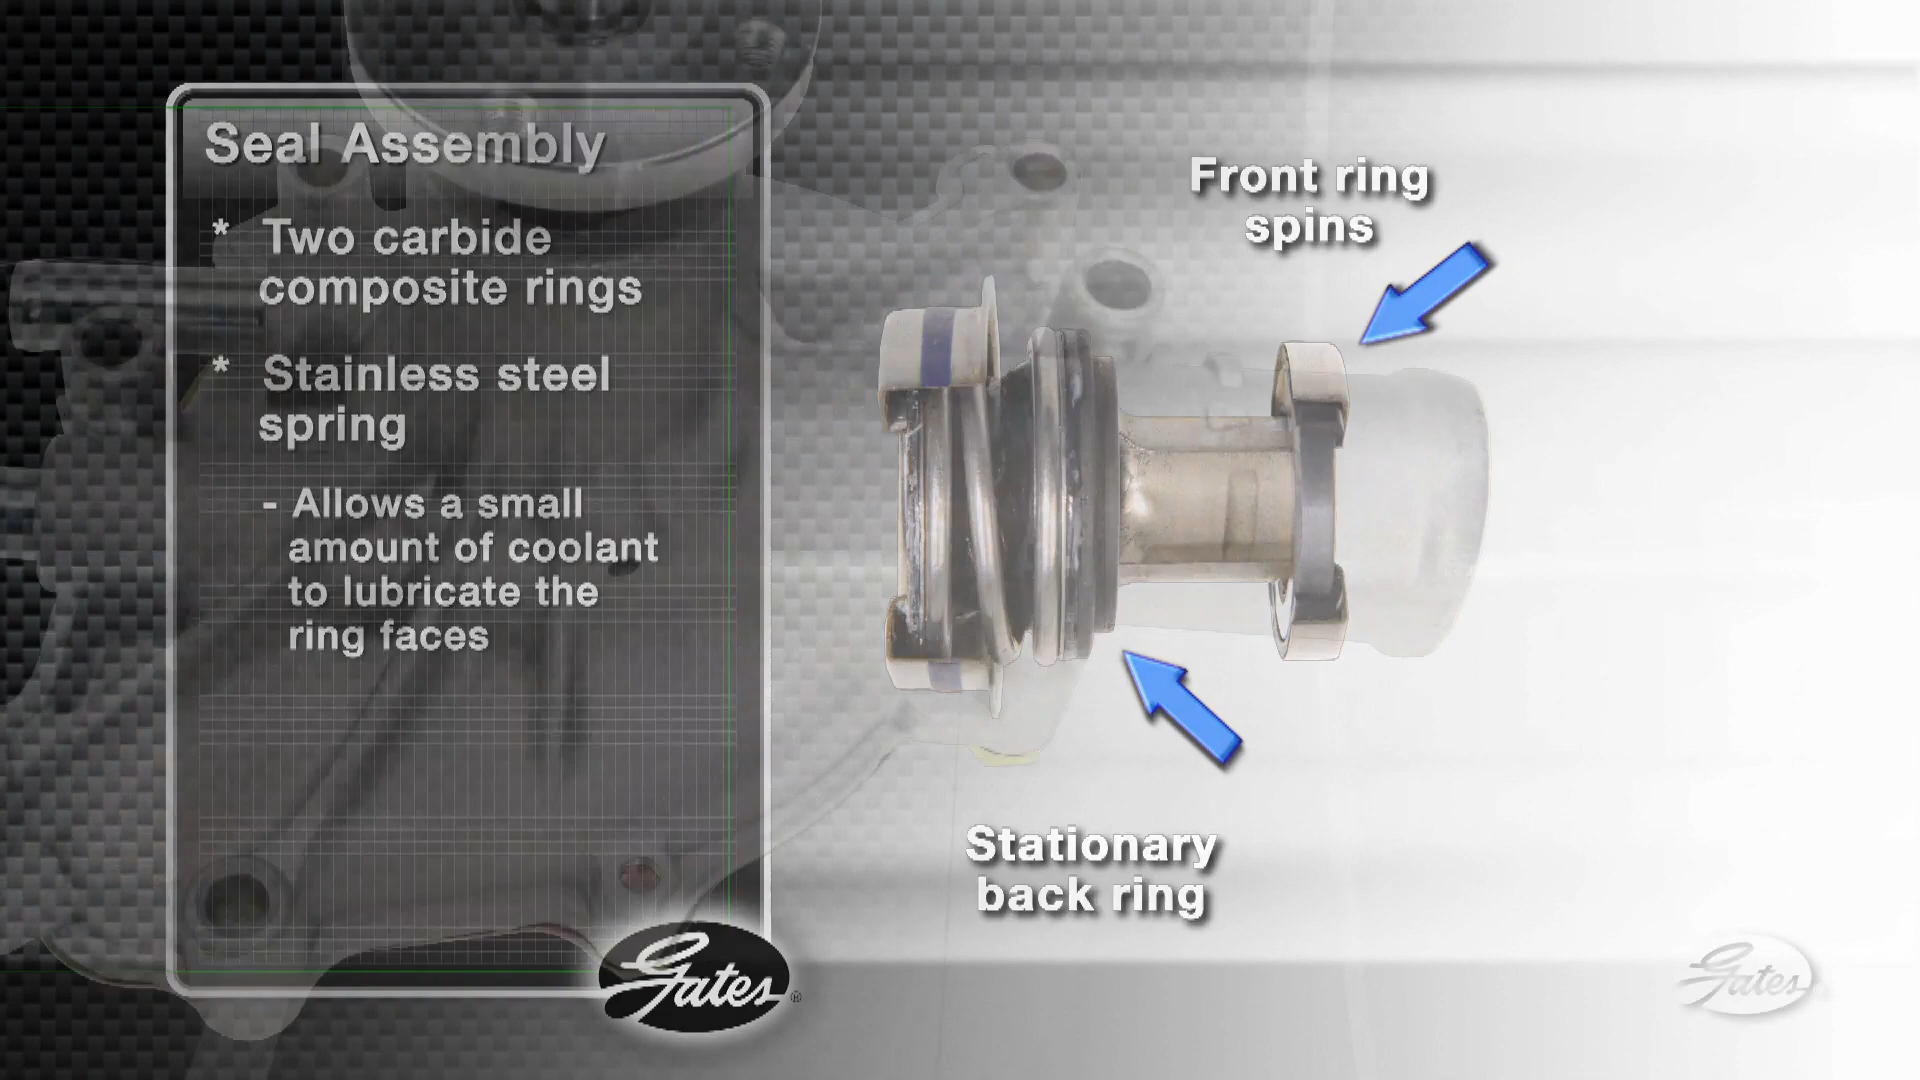 Seal Assembly
* Two carbide
composite rings
* Stainless steel
spring
- Allows a small
amount of coolant
to lubricate the
ring faces
Front ring
spins
Stationary
back ring
Gates®
Gates